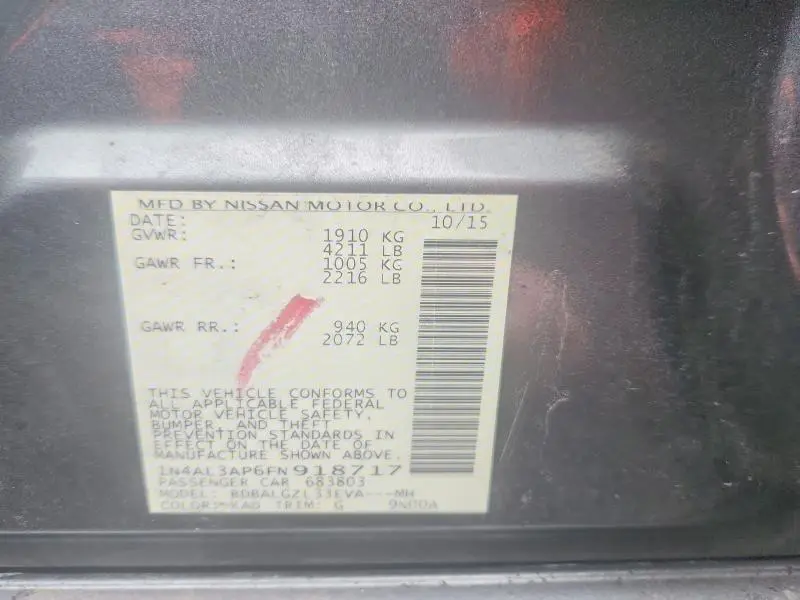 MFD BY NISSAN MOTOR CO., LTD.
DATE: 10/15
GVWR: 1910 KG
4211 LB
GAWR FR.: 1005 KG
2216 LB
GAWR RR.: 940 KG
2072 LB
THIS VEHICLE CONFORMS TO
ALL APPLICABLE FEDERAL
MOTOR VEHICLE SAFETY,
BUMPER, AND THEFT
PREVENTION STANDARDS IN
EFFECT ON THE DATE OF
MANUFACTURE SHOWN ABOVE.
1N4AL3AP6FN918717
PASSENGER CAR 683803
MODEL: BDBALGZL33EVA---MH
COLOR: KAD TRIM: G